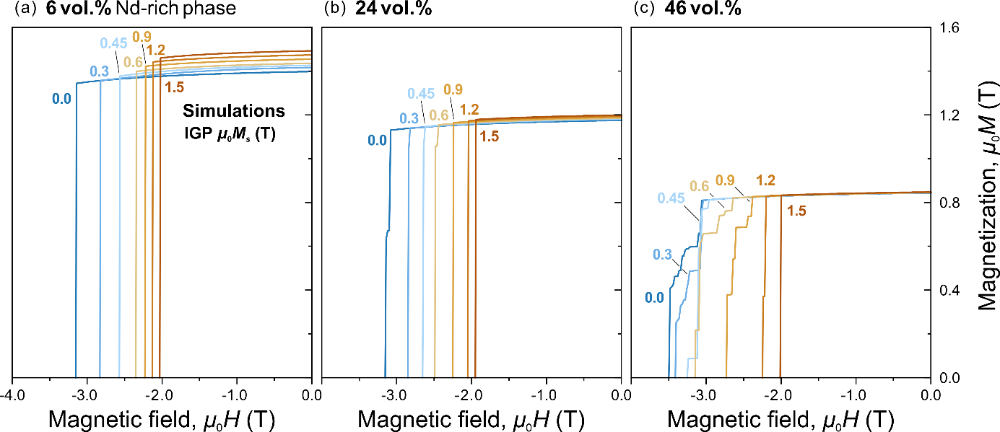 (a) 6 vol.% Nd-rich phase
(b) 24 vol.%
(c) 46 vol.%
0.0
0.3
0.45
0.6
0.9
1.2
1.5
Simulations
IGP μ₀Mₛ (T)
0.0
0.3
0.45
0.6
0.9
1.2
1.5
0.0
0.3
0.45
0.6
0.9
1.2
1.5
1.6
1.2
0.8
0.4
0.0
Magnetization, μ₀M (T)
-4.0 -3.0 -2.0 -1.0 0.0
-3.0 -2.0 -1.0 0.0
-3.0 -2.0 -1.0 0.0
Magnetic field, μ₀H (T)
Magnetic field, μ₀H (T)
Magnetic field, μ₀H (T)